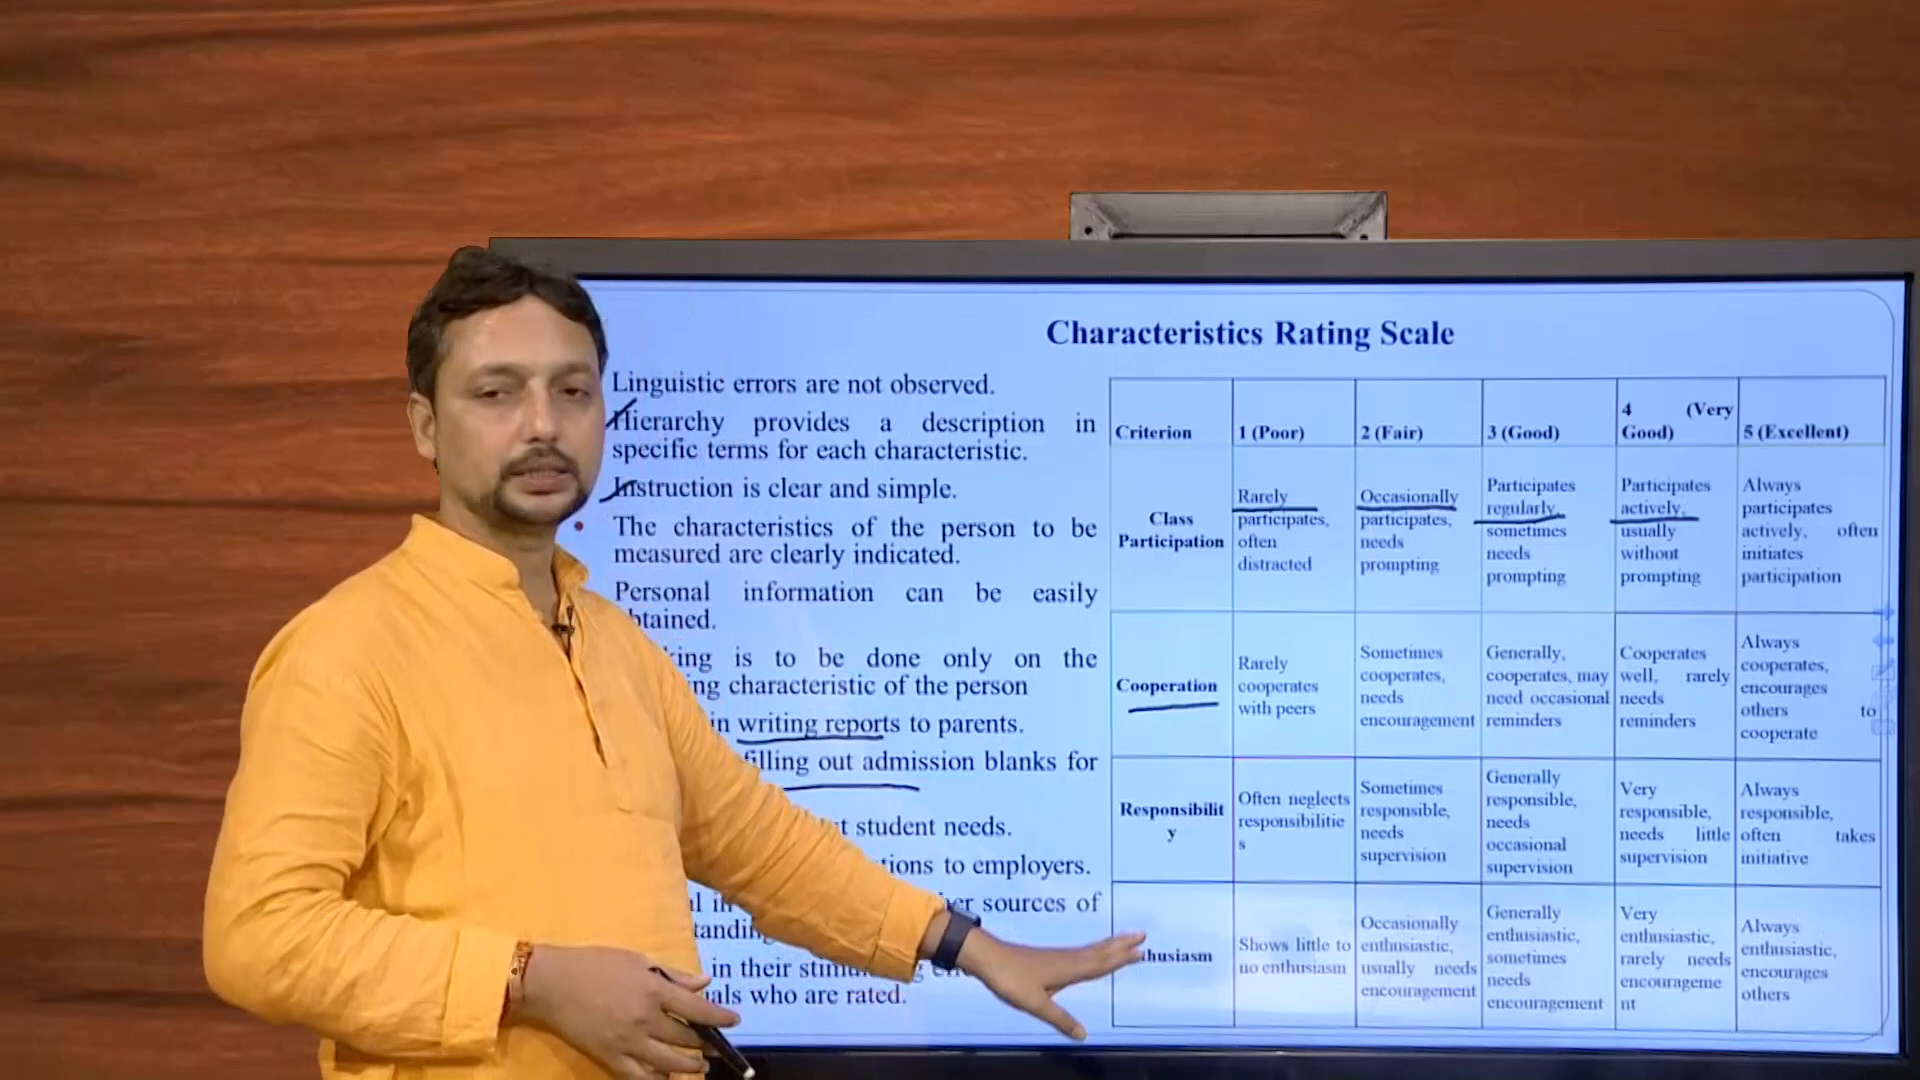 Characteristics Rating Scale
Linguistic errors are not observed.
Hierarchy provides a description in
specific terms for each characteristic.
Instruction is clear and simple.
• The characteristics of the person to be
measured are clearly indicated.
Personal information can be easily
is to be done only on the
characteristic of the person
in writing reports to parents.
filling out admission blanks for
student needs.
to employers.
sources of
in their
who are rated.
Criterion 1 (Poor) 2 (Fair) 3 (Good) 4 (Very Good) 5 (Excellent)
Class
Participation
Rarely
participates,
often
distracted
Occasionally
participates,
needs
prompting
Participates
regularly,
sometimes
needs
prompting
Participates
actively,
usually
without
prompting
Always
participates
actively, often
initiates
participation
Cooperation
Rarely
cooperates
with peers
Sometimes
cooperates,
needs
encouragement
Generally,
cooperates, may
need occasional
reminders
Cooperates
well, rarely
needs
reminders
Always
cooperates,
encourages
others to
cooperate
Responsibilit
y
Often neglects
responsibilitie
s
Sometimes
responsible,
needs
supervision
Generally
responsible,
needs
occasional
supervision
Very
responsible,
needs little
supervision
Always
responsible,
often takes
initiative
Shows little to
no enthusiasm
Occasionally
enthusiastic,
usually needs
encouragement
Generally
enthusiastic,
sometimes
needs
encouragement
Very
enthusiastic,
rarely needs
encourageme
nt
Always
enthusiastic,
encourages
others